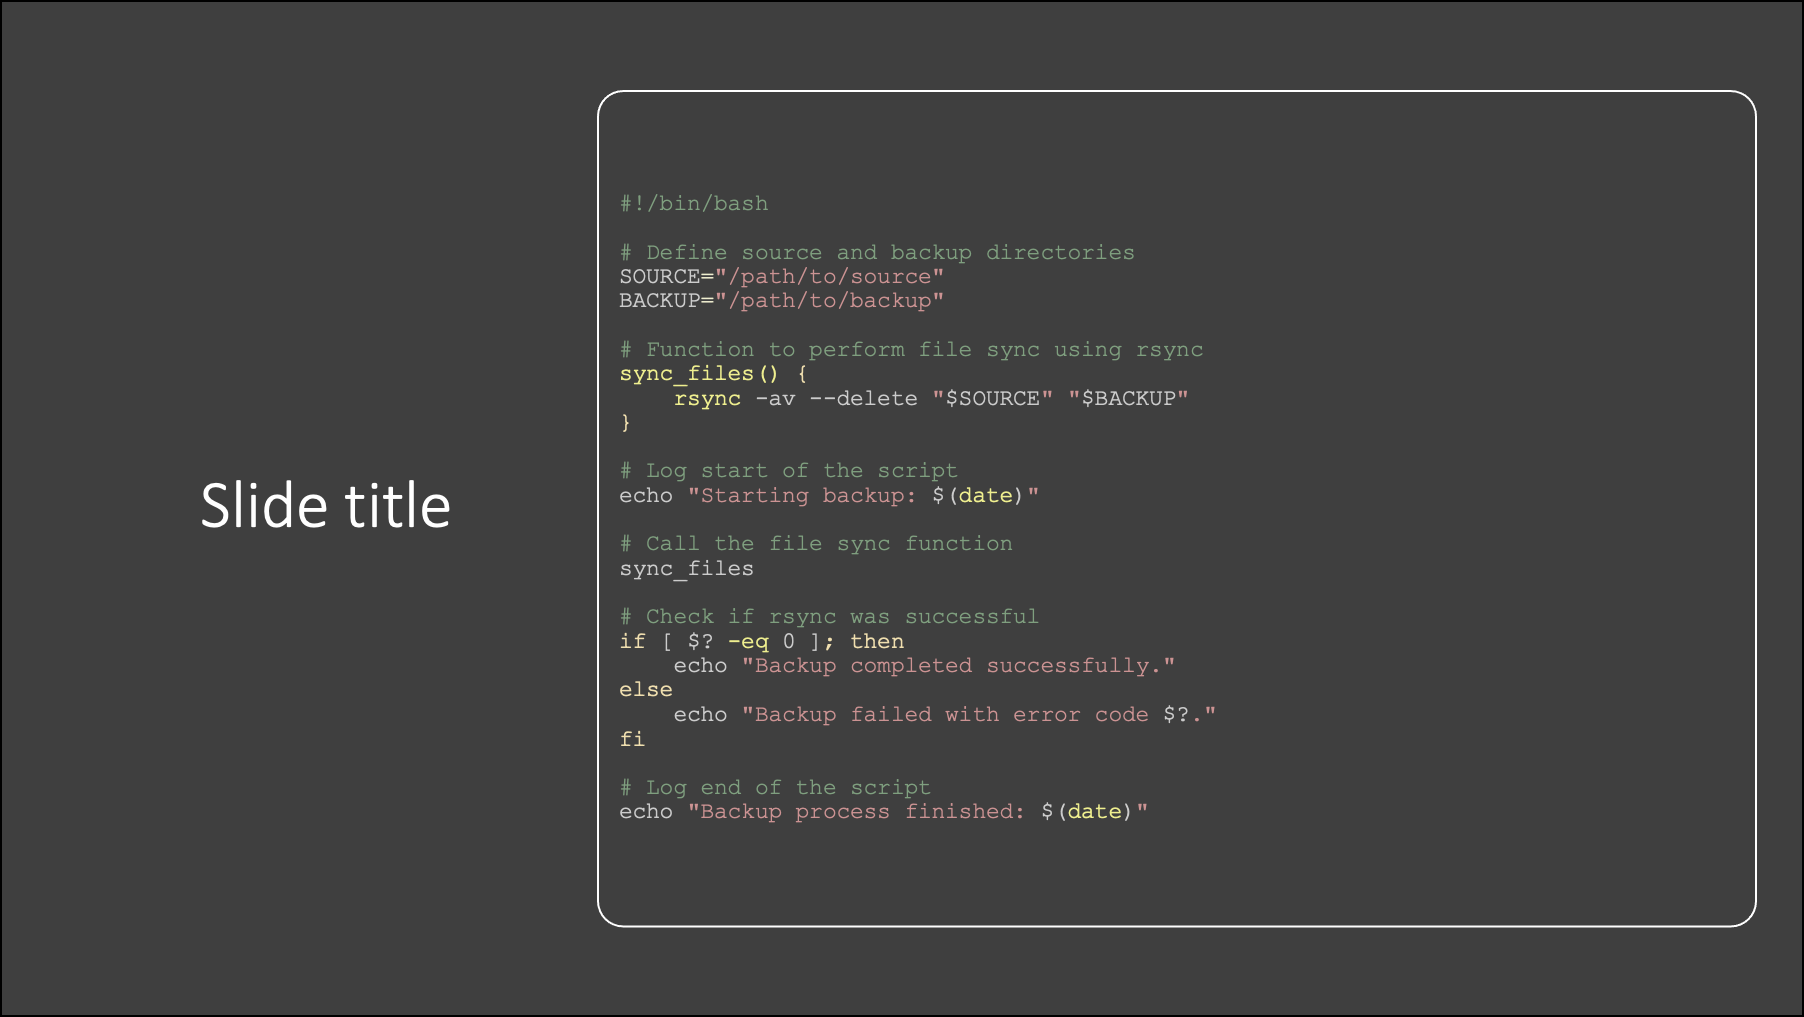 Slide title
#!/bin/bash
# Define source and backup directories
SOURCE="/path/to/source"
BACKUP="/path/to/backup"
# Function to perform file sync using rsync
sync_files() {
    rsync -av --delete "$SOURCE" "$BACKUP"
}
# Log start of the script
echo "Starting backup: $(date)"
# Call the file sync function
sync_files
# Check if rsync was successful
if [ $? -eq 0 ]; then
    echo "Backup completed successfully."
else
    echo "Backup failed with error code $?."
fi
# Log end of the script
echo "Backup process finished: $(date)"